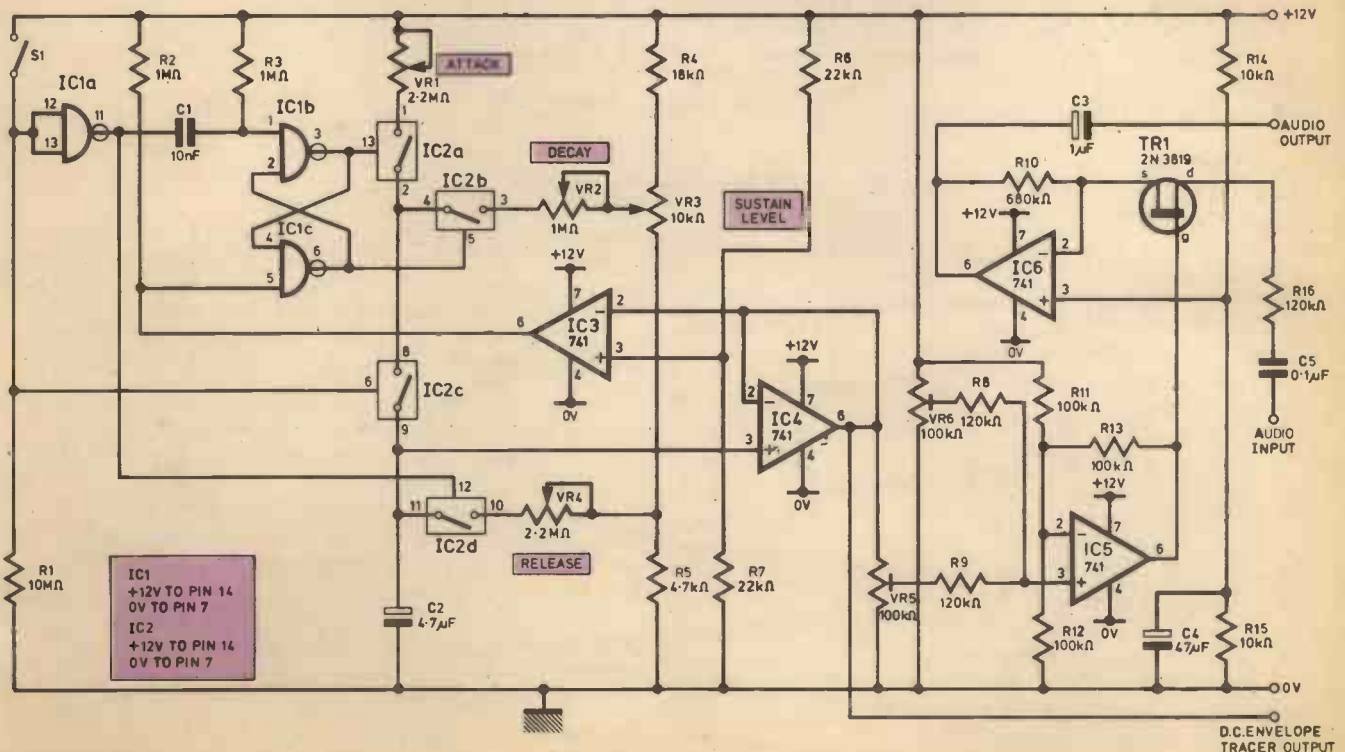 +12V
S1
IC1a
12
13
11
R2
1MΩ
C1
10nF
R3
1MΩ
IC1b
1
2
3
IC1c
4
5
6
ATTACK
VR1
2·2MΩ
1
13
IC2a
2
IC2b
4
3
5
DECAY
VR2
1MΩ
R4
18kΩ
VR3
10kΩ
SUSTAIN
LEVEL
R6
22kΩ
+12V
7
6
IC3
741
2
3
4
0V
8
6
IC2c
9
+12V
2
7
IC4
741
6
3
4
0V
12
11
10
IC2d
VR4
2·2MΩ
RELEASE
R1
10MΩ
IC1
+12V TO PIN 14
0V TO PIN 7
IC2
+12V TO PIN 14
0V TO PIN 7
C2
4·7μF
R5
4·7kΩ
R7
22kΩ
R14
10kΩ
C3
1μF
AUDIO
OUTPUT
TR1
2N3819
s
d
g
R10
680kΩ
+12V
7
2
6
IC6
741
3
4
0V
R16
120kΩ
C5
0·1μF
AUDIO
INPUT
VR6
100kΩ
R8
120kΩ
R11
100kΩ
R13
100kΩ
+12V
7
2
IC5
741
6
3
4
0V
VR5
100kΩ
R9
120kΩ
R12
100kΩ
C4
47μF
R15
10kΩ
0V
D.C. ENVELOPE
TRACER OUTPUT